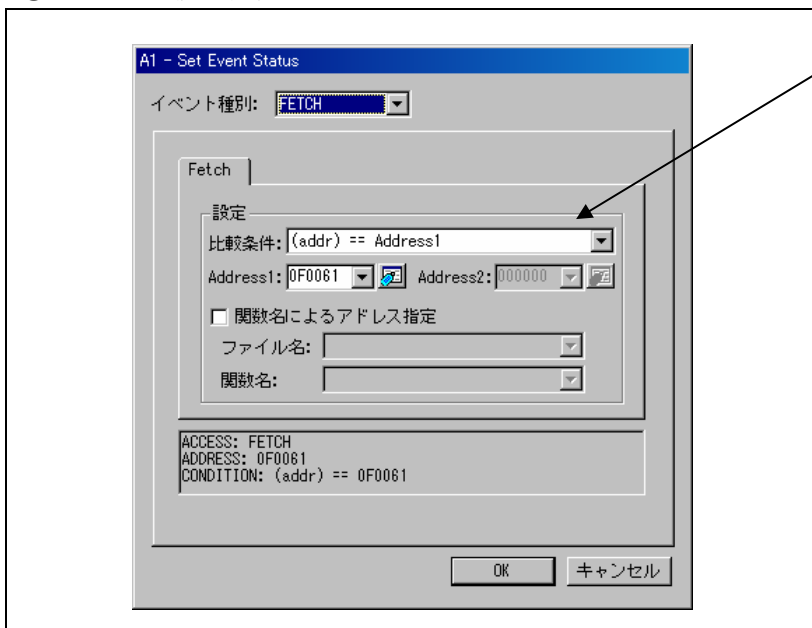 A1 - Set Event Status
イベント種別: FETCH
Fetch
設定
比較条件: (addr) == Address1
Address1: 0F0061 Address2: 000000
関数名によるアドレス指定
ファイル名:
関数名:
ACCESS: FETCH
ADDRESS: 0F0061
CONDITION: (addr) == 0F0061
OK キャンセル